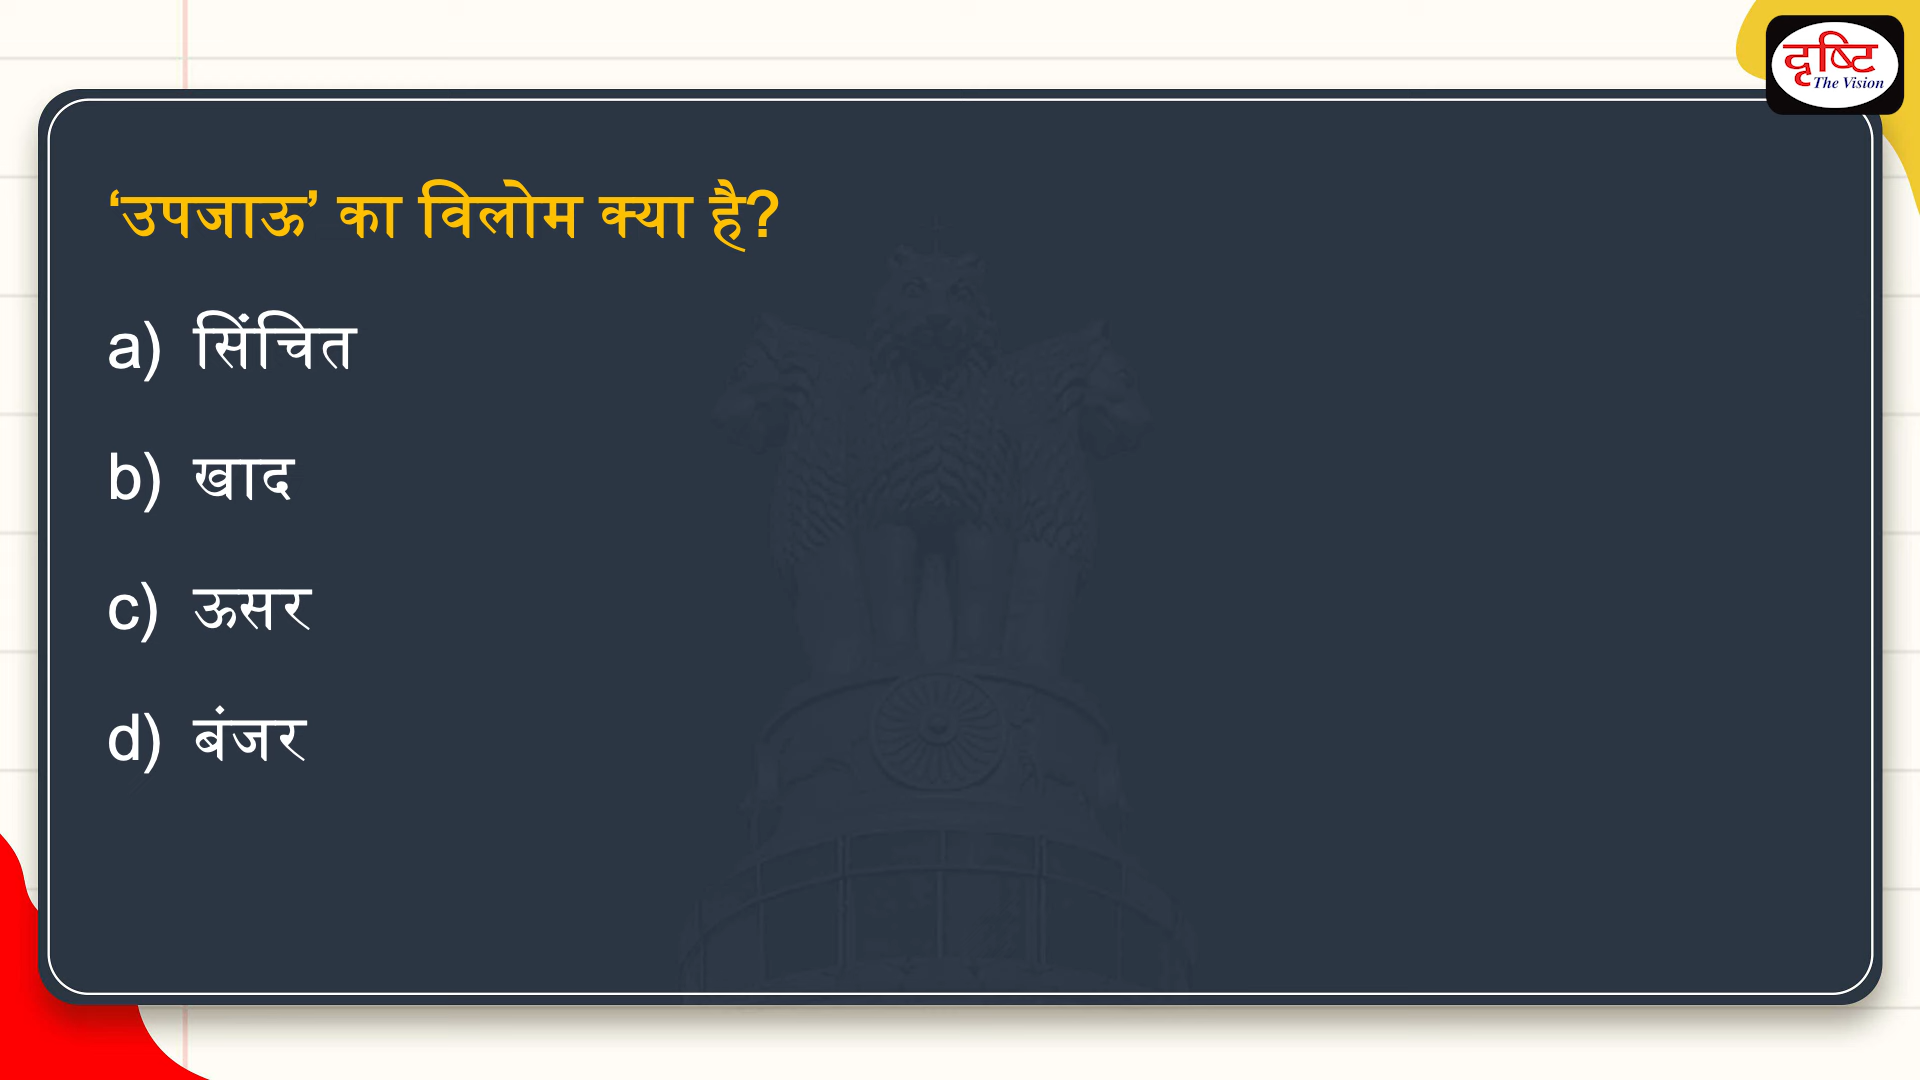 दृष्टि
The Vision
‘उपजाऊ’ का विलोम क्या है?
a) सिंचित
b) खाद
c) ऊसर
d) बंजर